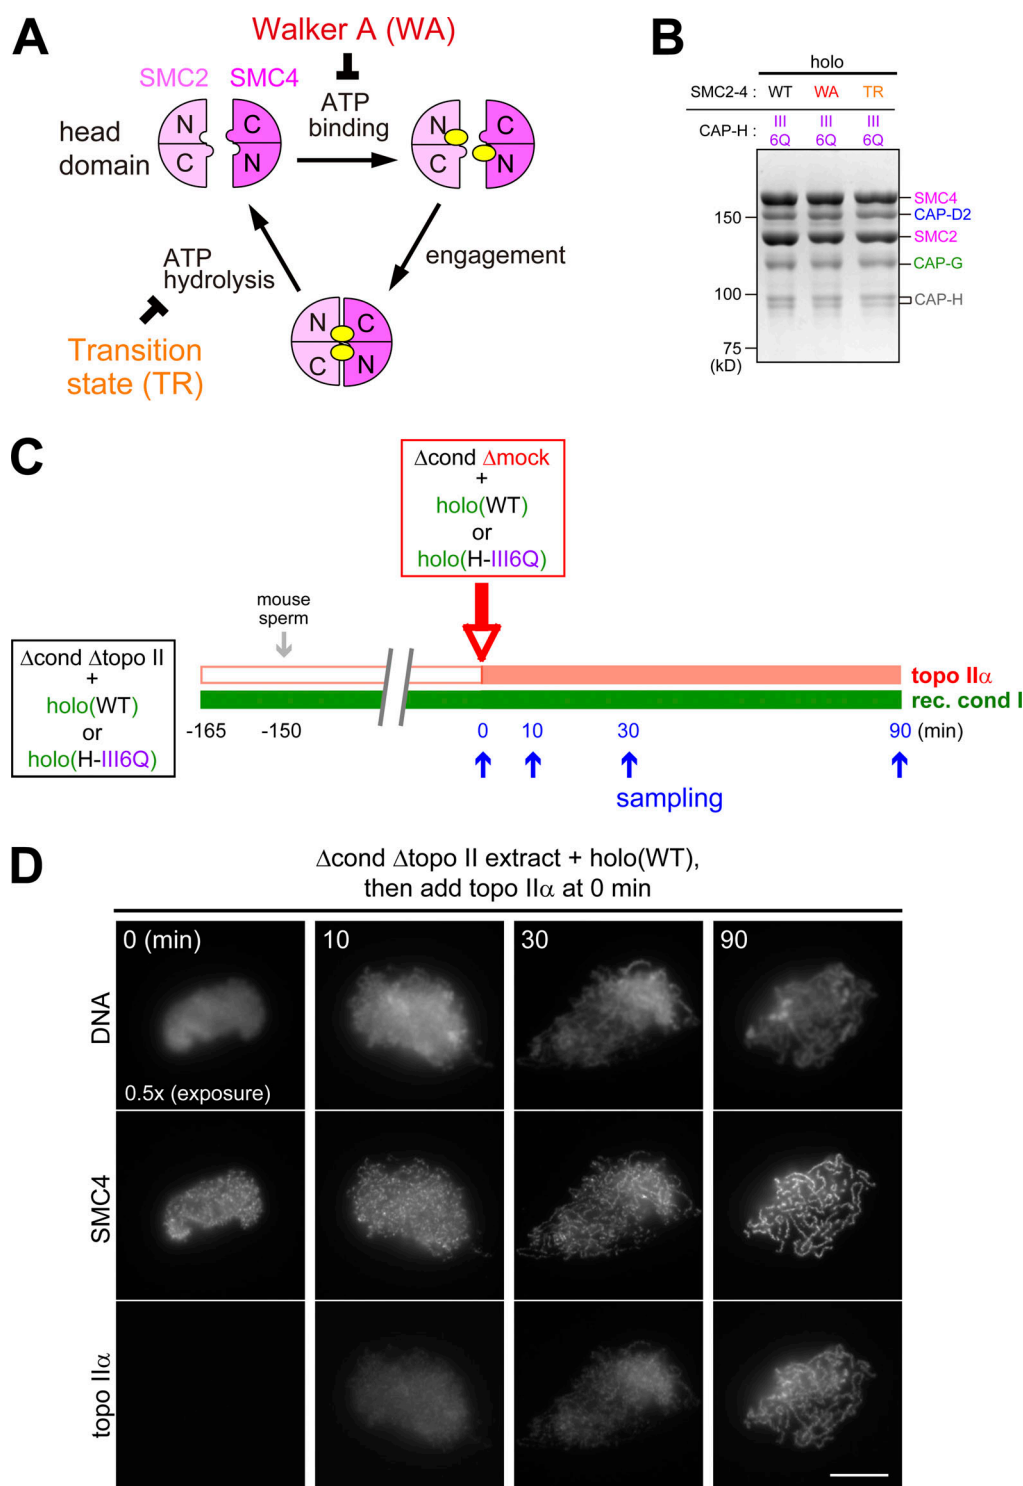 A
Walker A (WA)
SMC2 SMC4
ATP
binding
head
domain
N C
C N
N C
C N
engagement
ATP
hydrolysis
Transition
state (TR)
N C
C N
B
holo
SMC2-4 : WT WA TR
CAP-H : III III III
6Q 6Q 6Q
SMC4
150 CAP-D2
SMC2
CAP-G
100 CAP-H
75
(kD)
C
Δcond Δmock
+
holo(WT)
or
holo(H-III6Q)
mouse
sperm
Δcond Δtopo II
+
holo(WT)
or
holo(H-III6Q)
topo IIα
rec. cond I
-165 -150 0 10 30 90 (min)
sampling
D
Δcond Δtopo II extract + holo(WT),
then add topo IIα at 0 min
0 (min) 10 30 90
DNA
0.5x (exposure)
SMC4
topo IIα